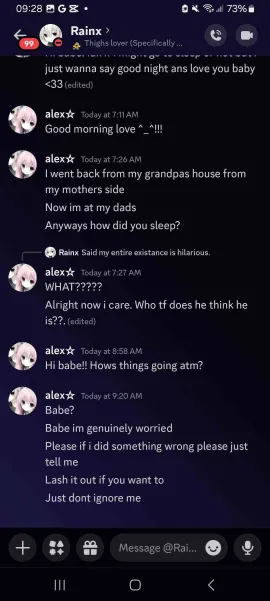 09:28
73%
99
Rainx >
Thighs lover (Specifically ...
just wanna say good night ans love you baby
<33 (edited)
alex☆ Today at 7:11 AM
Good morning love ^_^!!!
alex☆ Today at 7:26 AM
I went back from my grandpas house from
my mothers side
Now im at my dads
Anyways how did you sleep?
Rainx Said my entire existance is hilarious.
alex☆ Today at 7:27 AM
WHAT?????
Alright now i care. Who tf does he think he
is??. (edited)
alex☆ Today at 8:58 AM
Hi babe!! Hows things going atm?
alex☆ Today at 9:20 AM
Babe?
Babe im genuinely worried
Please if i did something wrong please just
tell me
Lash it out if you want to
Just dont ignore me
Message @Rai...